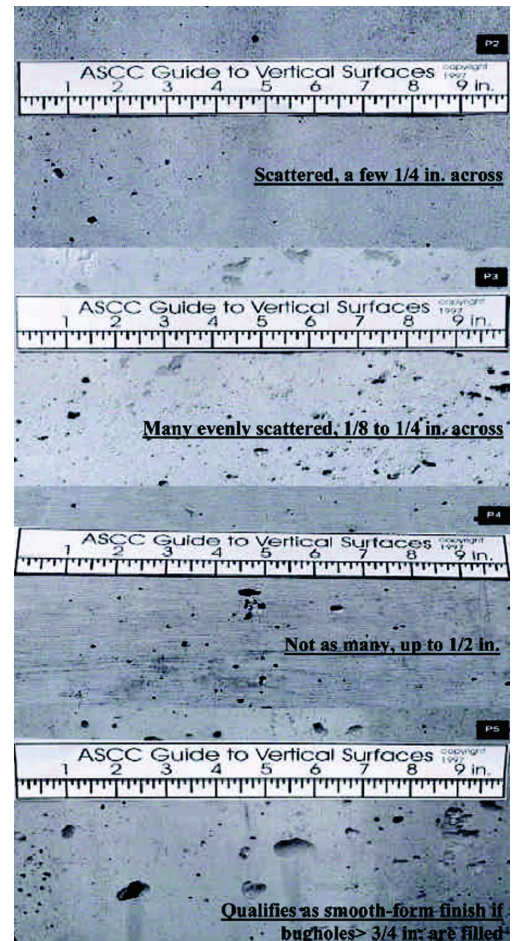 P2
ASCC Guide to Vertical Surfaces copyright 1997
1 2 3 4 5 6 7 8 9 in.
Scattered, a few 1/4 in. across
P3
ASCC Guide to Vertical Surfaces copyright 1997
1 2 3 4 5 6 7 8 9 in.
Many evenly scattered, 1/8 to 1/4 in. across
P4
ASCC Guide to Vertical Surfaces copyright 1997
1 2 3 4 5 6 7 8 9 in.
Not as many, up to 1/2 in.
P5
ASCC Guide to Vertical Surfaces copyright 1997
1 2 3 4 5 6 7 8 9 in.
Qualifies as smooth-form finish if
bugholes> 3/4 in. are filled